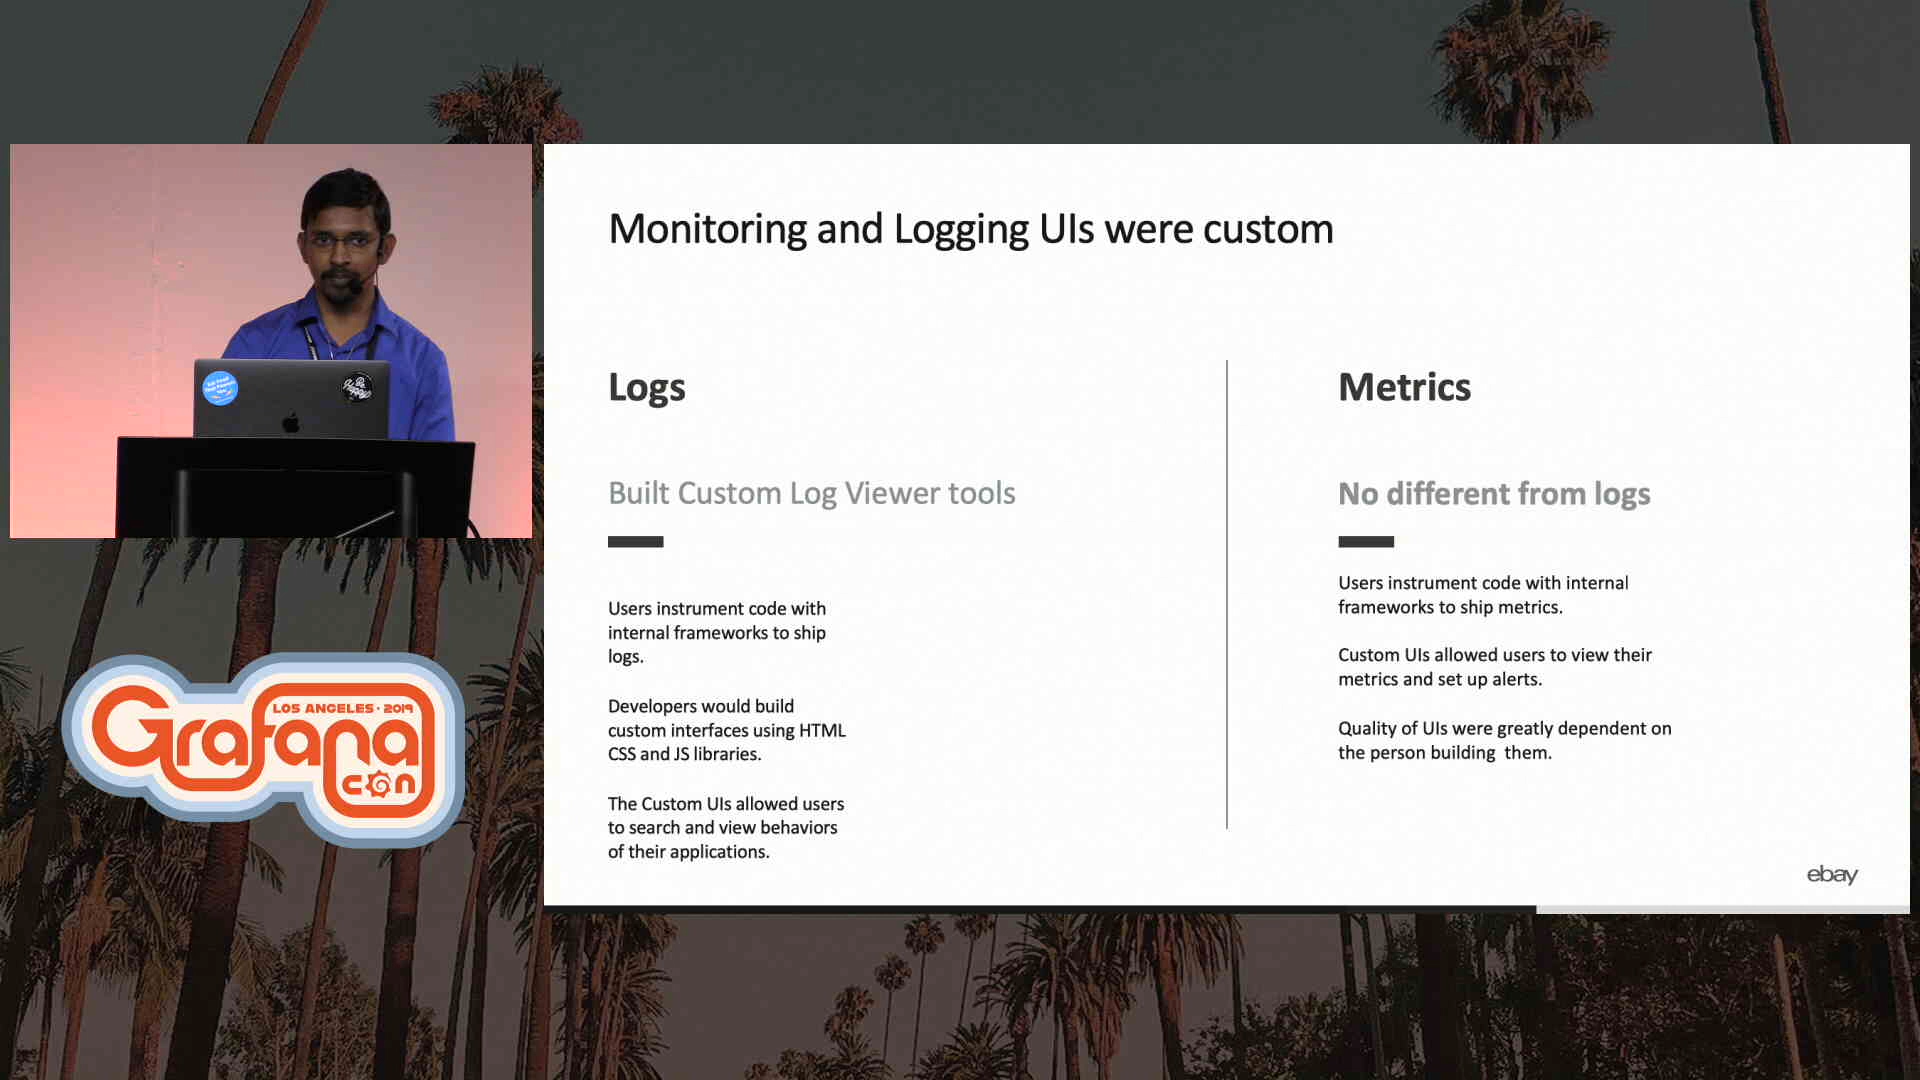 Monitoring and Logging UIs were custom
Logs
Built Custom Log Viewer tools
Users instrument code with
internal frameworks to ship
logs.
Developers would build
custom interfaces using HTML
CSS and JS libraries.
The Custom UIs allowed users
to search and view behaviors
of their applications.
Metrics
No different from logs
Users instrument code with internal
frameworks to ship metrics.
Custom UIs allowed users to view their
metrics and set up alerts.
Quality of UIs were greatly dependent on
the person building  them.
ebay
Be
Happy
LOS ANGELES · 2019
Grafana
con